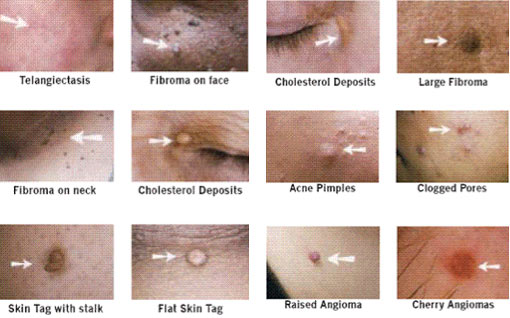 Telangiectasis
Fibroma on face
Cholesterol Deposits
Large Fibroma
Fibroma on neck
Cholesterol Deposits
Acne Pimples
Clogged Pores
Skin Tag with stalk
Flat Skin Tag
Raised Angioma
Cherry Angiomas